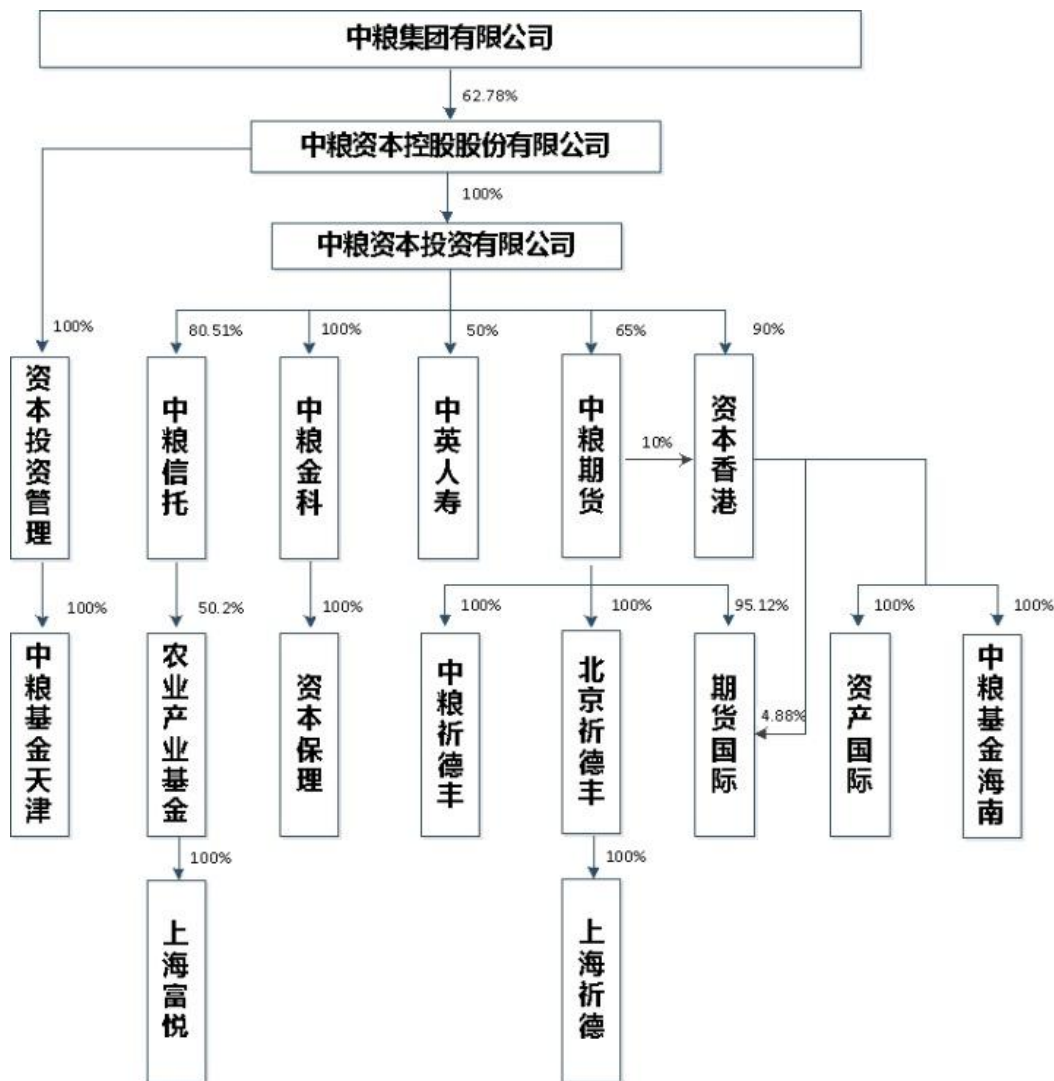 中粮集团有限公司
62.78%
中粮资本控股股份有限公司
100%
中粮资本投资有限公司
100%
80.51%
100%
50%
65%
90%
资本投资管理
中粮信托
中粮金科
中英人寿
中粮期货
10%
资本香港
100%
50.2%
100%
100%
100%
95.12%
100%
100%
中粮基金天津
农业产业基金
资本保理
中粮祈德丰
北京祈德丰
期货国际
4.88%
资产国际
中粮基金海南
100%
100%
上海富悦
上海祈德